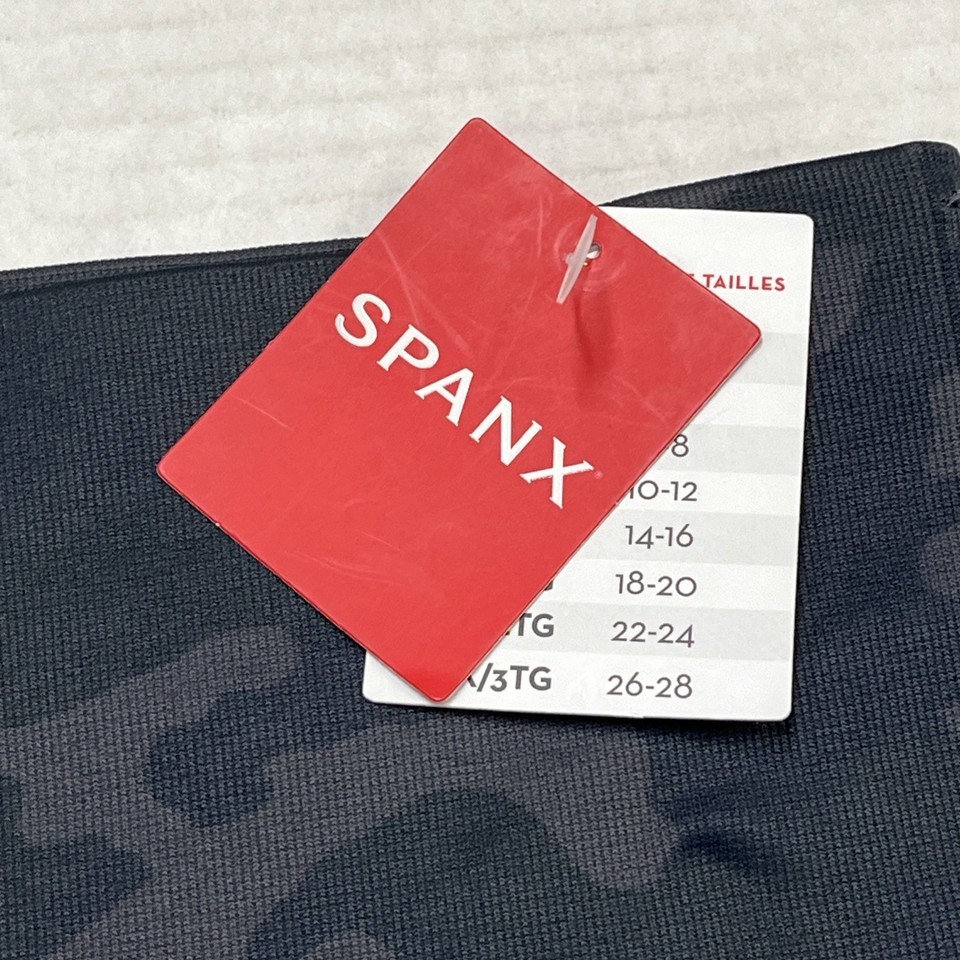 SPANX
TAILLES
8
10-12
14-16
18-20
TG 22-24
/3TG 26-28